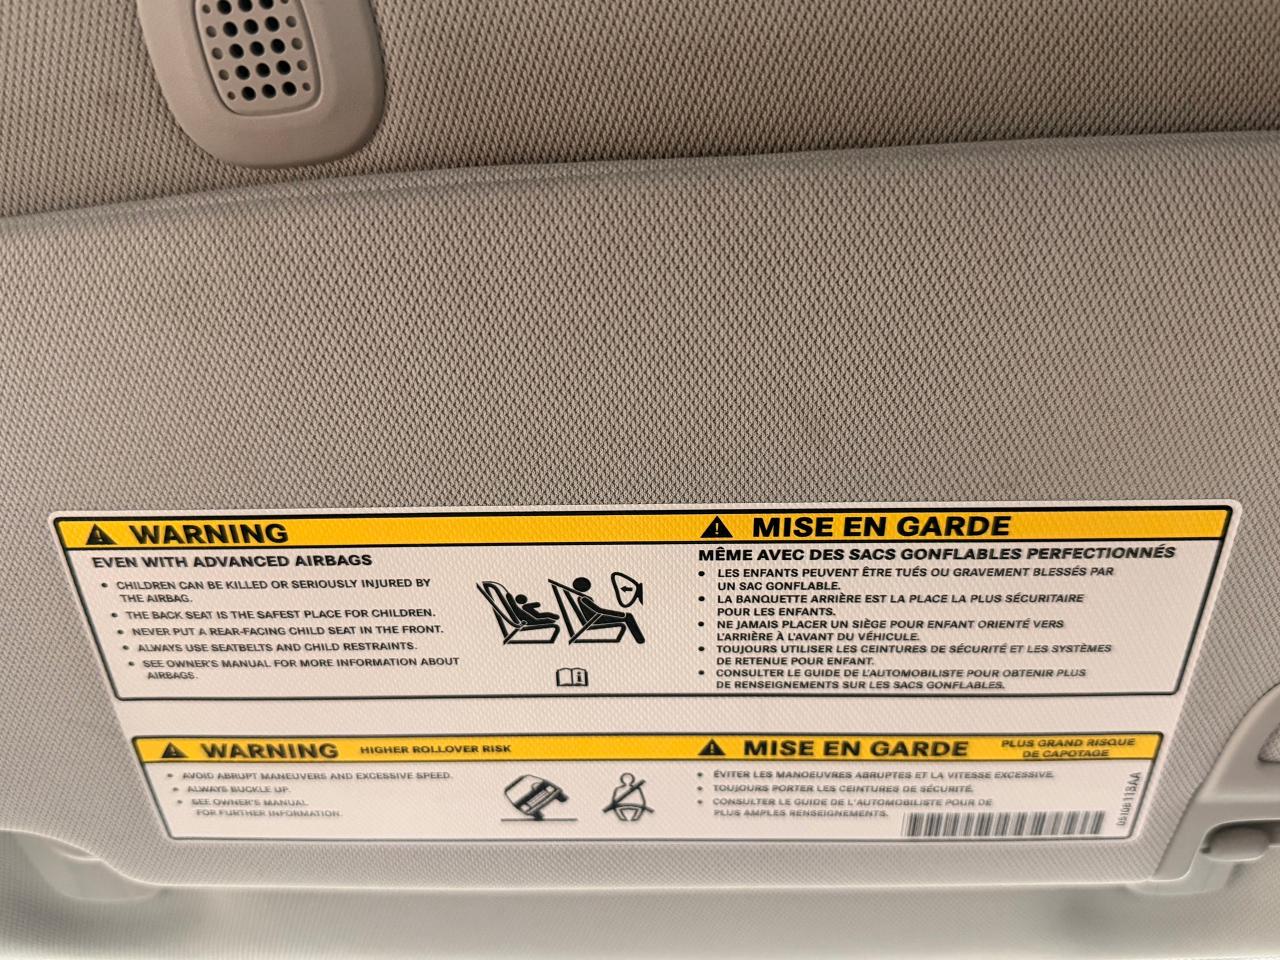 WARNING
EVEN WITH ADVANCED AIRBAGS
• CHILDREN CAN BE KILLED OR SERIOUSLY INJURED BY
THE AIRBAG.
• THE BACK SEAT IS THE SAFEST PLACE FOR CHILDREN.
• NEVER PUT A REAR-FACING CHILD SEAT IN THE FRONT.
• ALWAYS USE SEATBELTS AND CHILD RESTRAINTS.
• SEE OWNER'S MANUAL FOR MORE INFORMATION ABOUT
AIRBAGS.
MISE EN GARDE
MÊME AVEC DES SACS GONFLABLES PERFECTIONNÉS
• LES ENFANTS PEUVENT ÊTRE TUÉS OU GRAVEMENT BLESSÉS PAR
UN SAC GONFLABLE.
• LA BANQUETTE ARRIÈRE EST LA PLACE LA PLUS SÉCURITAIRE
POUR LES ENFANTS.
• NE JAMAIS PLACER UN SIÈGE POUR ENFANT ORIENTÉ VERS
L'ARRIÈRE À L'AVANT DU VÉHICULE.
• TOUJOURS UTILISER LES CEINTURES DE SÉCURITÉ ET LES SYSTÈMES
DE RETENUE POUR ENFANT.
• CONSULTER LE GUIDE DE L'AUTOMOBILISTE POUR OBTENIR PLUS
DE RENSEIGNEMENTS SUR LES SACS GONFLABLES.
WARNING HIGHER ROLLOVER RISK
• AVOID ABRUPT MANEUVERS AND EXCESSIVE SPEED.
• ALWAYS BUCKLE UP.
• SEE OWNER'S MANUAL
FOR FURTHER INFORMATION.
MISE EN GARDE PLUS GRAND RISQUE
DE CAPOTAGE
• ÉVITER LES MANOEUVRES ABRUPTES ET LA VITESSE EXCESSIVE.
• TOUJOURS PORTER LES CEINTURES DE SÉCURITÉ.
• CONSULTER LE GUIDE DE L'AUTOMOBILISTE POUR DE
PLUS AMPLES RENSEIGNEMENTS.